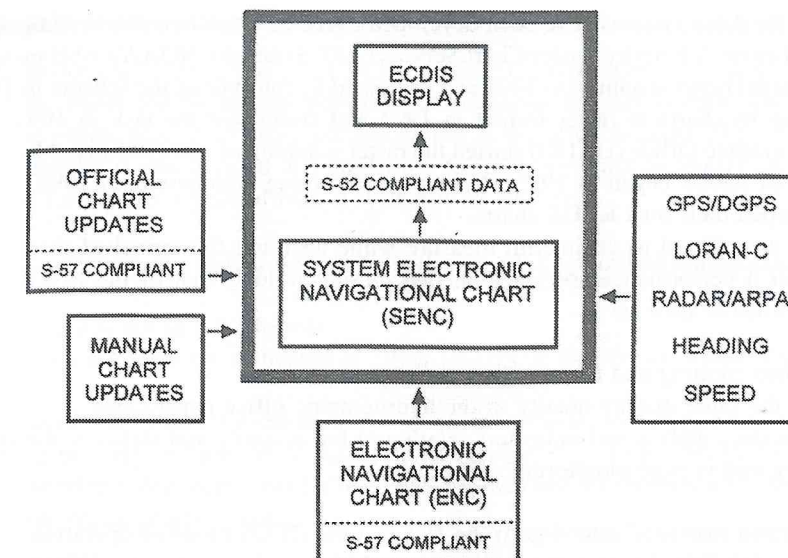 ECDIS
DISPLAY
S-52 COMPLIANT DATA
SYSTEM ELECTRONIC
NAVIGATIONAL CHART
(SENC)
OFFICIAL
CHART
UPDATES
S-57 COMPLIANT
MANUAL
CHART
UPDATES
GPS/DGPS
LORAN-C
RADAR/ARPA
HEADING
SPEED
ELECTRONIC
NAVIGATIONAL
CHART (ENC)
S-57 COMPLIANT